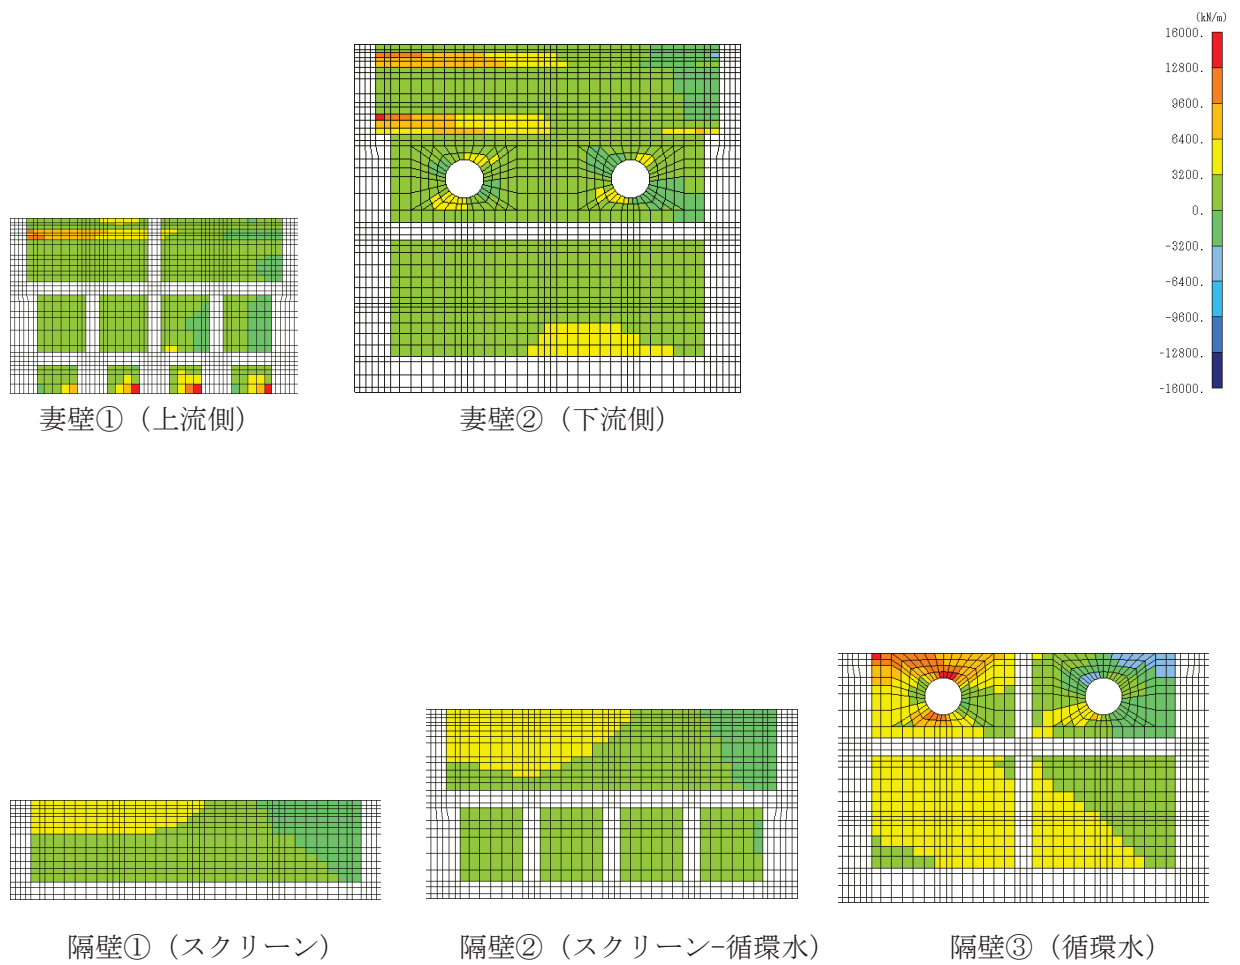 (kN/m)
16000.
12800.
9600.
6400.
3200.
0.
-3200.
-6400.
-9600.
-12800.
-16000.
妻壁①（上流側）
妻壁②（下流側）
隔壁①（スクリーン）
隔壁②（スクリーン-循環水）
隔壁③（循環水）